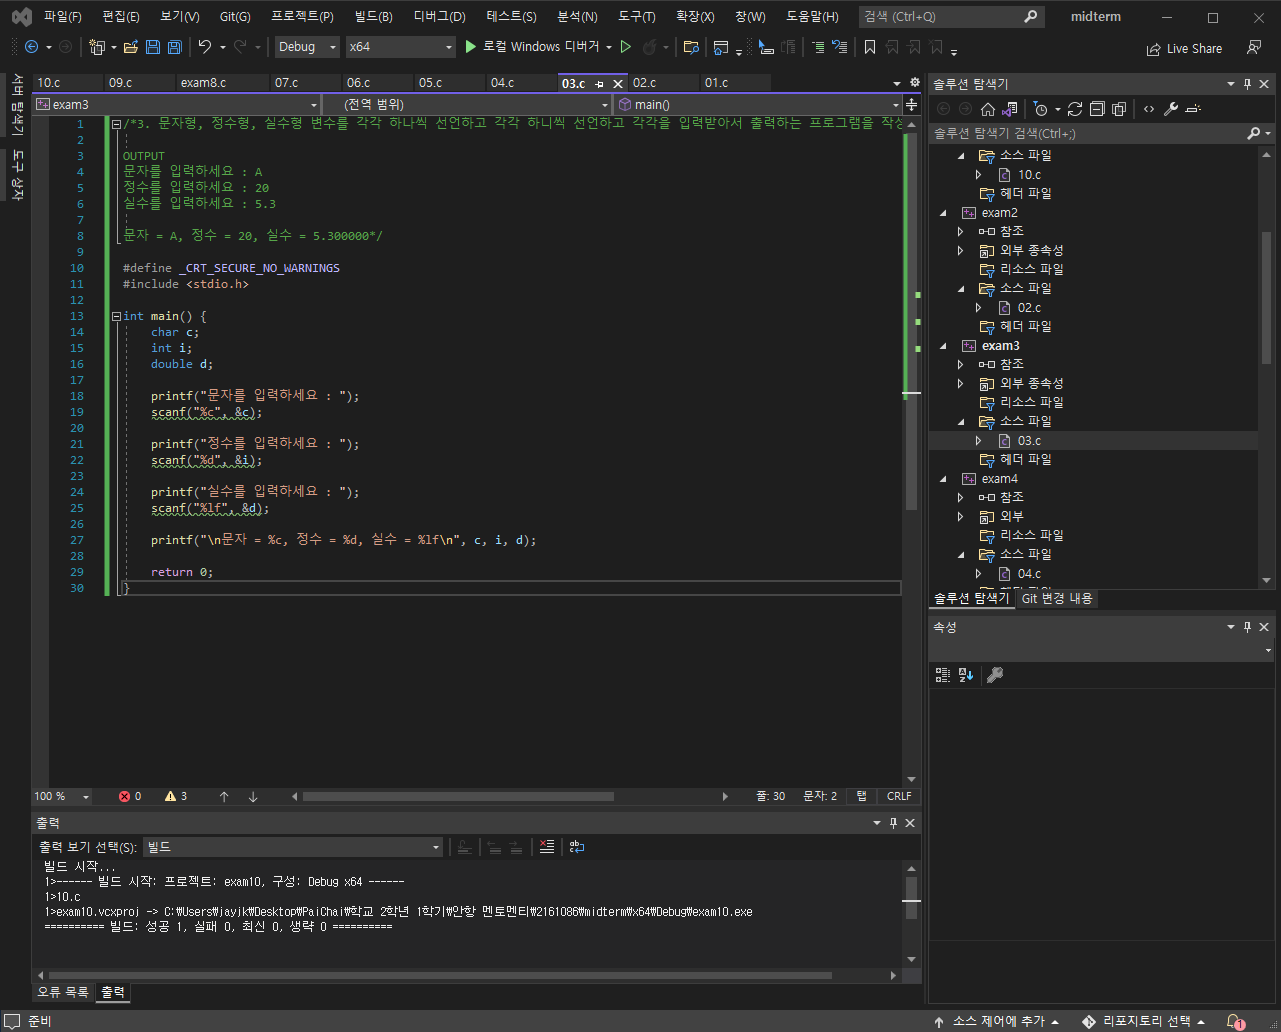 파일(F) 편집(E) 보기(V) Git(G) 프로젝트(P) 빌드(B) 디버그(D) 테스트(S) 분석(N) 도구(T) 확장(X) 창(W) 도움말(H) 검색 (Ctrl+Q) midterm
Debug x64 로컬 Windows 디버거 Live Share
서버 탐색기
도구 상자
10.c 09.c exam8.c 07.c 06.c 05.c 04.c 03.c 02.c 01.c
exam3 (전역 범위) main()
1 /*3. 문자형, 정수형, 실수형 변수를 각각 하나씩 선언하고 각각 하니씩 선언하고 각각을 입력받아서 출력하는 프로그램을 작성
2
3 OUTPUT
4 문자를 입력하세요 : A
5 정수를 입력하세요 : 20
6 실수를 입력하세요 : 5.3
7
8 문자 = A, 정수 = 20, 실수 = 5.300000*/
9
10 #define _CRT_SECURE_NO_WARNINGS
11 #include <stdio.h>
12
13 int main() {
14 char c;
15 int i;
16 double d;
17
18 printf("문자를 입력하세요 : ");
19 scanf("%c", &c);
20
21 printf("정수를 입력하세요 : ");
22 scanf("%d", &i);
23
24 printf("실수를 입력하세요 : ");
25 scanf("%lf", &d);
26
27 printf("\n문자 = %c, 정수 = %d, 실수 = %lf\n", c, i, d);
28
29 return 0;
30 }
100 % 0 3 줄: 30 문자: 2 탭 CRLF
출력
출력 보기 선택(S): 빌드
빌드 시작...
1>------ 빌드 시작: 프로젝트: exam10, 구성: Debug x64 ------
1>10.c
1>exam10.vcxproj -> C:₩Users₩jayjk₩Desktop₩PaiChai₩학교 2학년 1학기₩안항 멘토멘티₩2161086₩midterm₩x64₩Debug₩exam10.exe
========== 빌드: 성공 1, 실패 0, 최신 0, 생략 0 ==========
오류 목록 출력
솔루션 탐색기
솔루션 탐색기 검색(Ctrl+;)
소스 파일
10.c
헤더 파일
exam2
참조
외부 종속성
리소스 파일
소스 파일
02.c
헤더 파일
exam3
참조
외부 종속성
리소스 파일
소스 파일
03.c
헤더 파일
exam4
참조
외부
리소스 파일
소스 파일
04.c
솔루션 탐색기 Git 변경 내용
속성
준비 소스 제어에 추가 리포지토리 선택 1